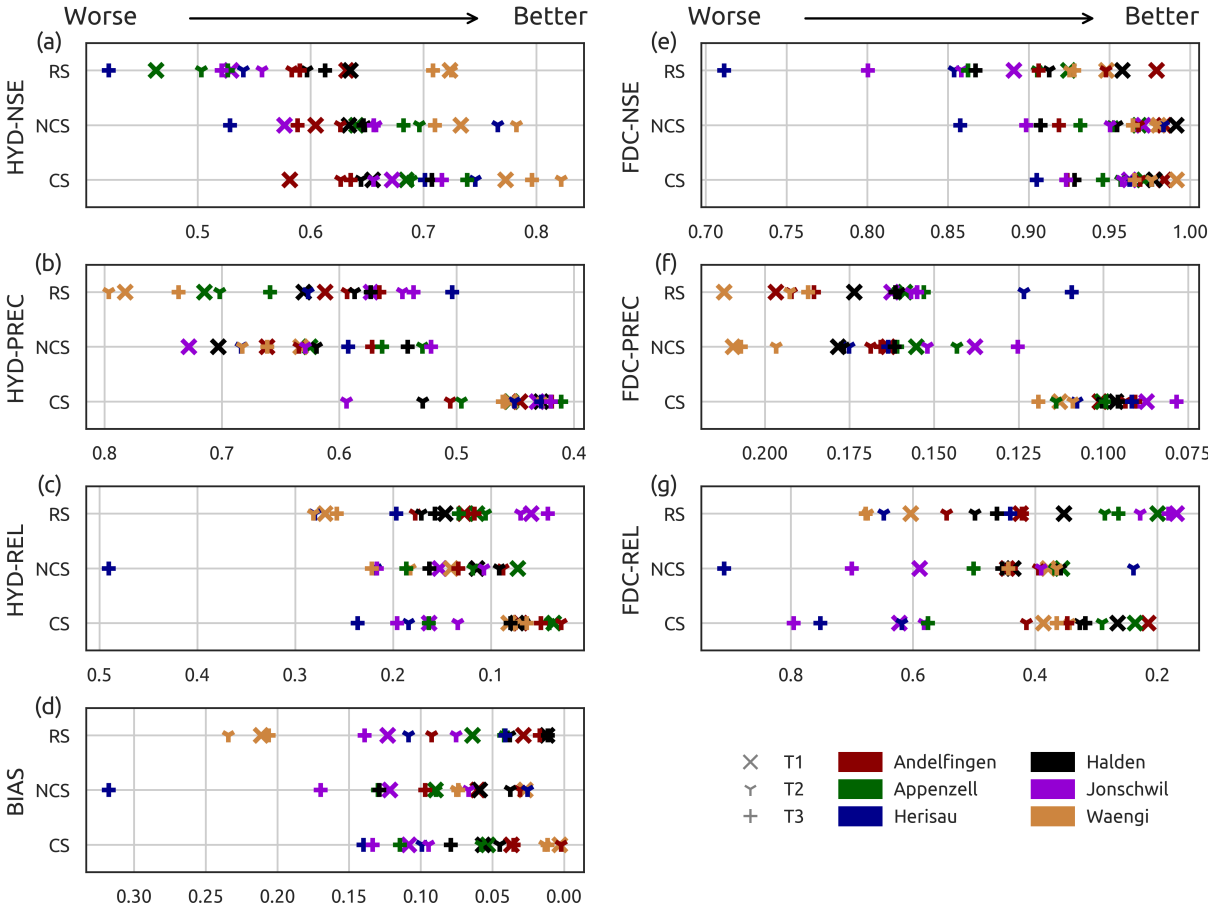 Worse Better Worse Better
(a)
HYD-NSE
RS
NCS
CS
0.5 0.6 0.7 0.8
(e)
FDC-NSE
RS
NCS
CS
0.70 0.75 0.80 0.85 0.90 0.95 1.00
(b)
HYD-PREC
RS
NCS
CS
0.8 0.7 0.6 0.5 0.4
(f)
FDC-PREC
RS
NCS
CS
0.200 0.175 0.150 0.125 0.100 0.075
(c)
HYD-REL
RS
NCS
CS
0.5 0.4 0.3 0.2 0.1
(g)
FDC-REL
RS
NCS
CS
0.8 0.6 0.4 0.2
(d)
BIAS
RS
NCS
CS
0.30 0.25 0.20 0.15 0.10 0.05 0.00
T1 Andelfingen Halden
T2 Appenzell Jonschwil
T3 Herisau Waengi